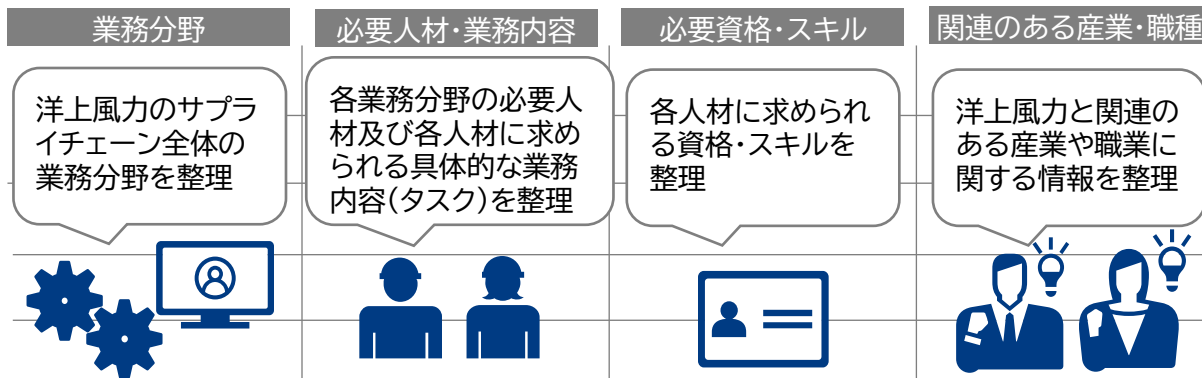 業務分野
必要人材・業務内容
必要資格・スキル
関連のある産業・職種
洋上風力のサプラ
イチェーン全体の
業務分野を整理
各業務分野の必要人
材及び各人材に求め
られる具体的な業務
内容(タスク)を整理
各人材に求められ
る資格・スキルを
整理
洋上風力と関連の
ある産業や職業に
関する情報を整理